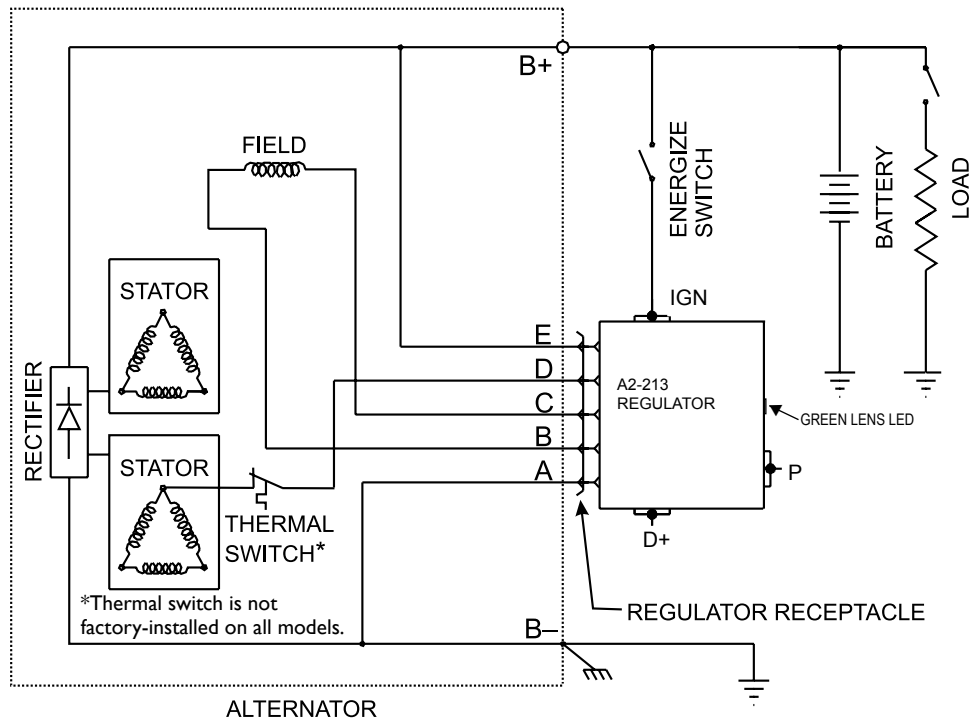 B+
FIELD
ENERGIZE
SWITCH
BATTERY
LOAD
STATOR
IGN
E
D
C
B
A
A2-213
REGULATOR
GREEN LENS LED
RECTIFIER
STATOR
P
THERMAL
SWITCH*
D+
*Thermal switch is not
factory-installed on all models.
REGULATOR RECEPTACLE
B–
ALTERNATOR